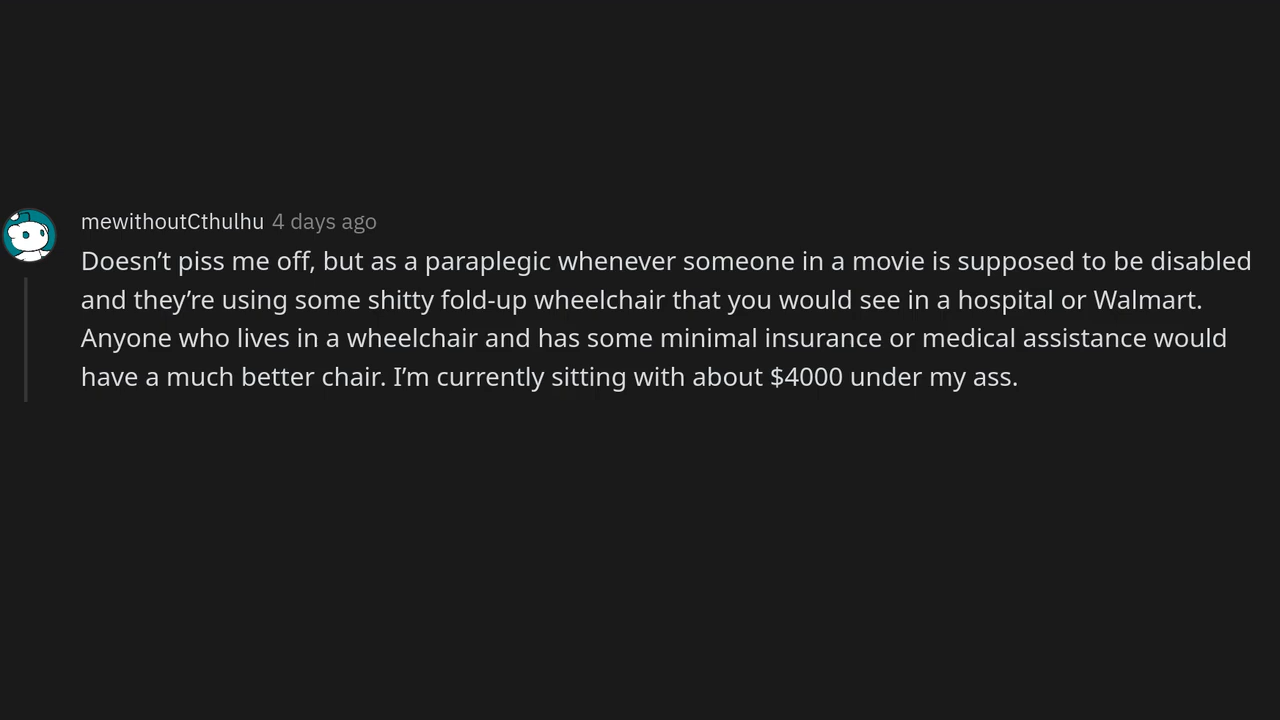 mewithoutCthulhu 4 days ago
Doesn’t piss me off, but as a paraplegic whenever someone in a movie is supposed to be disabled
and they’re using some shitty fold-up wheelchair that you would see in a hospital or Walmart.
Anyone who lives in a wheelchair and has some minimal insurance or medical assistance would
have a much better chair. I’m currently sitting with about $4000 under my ass.